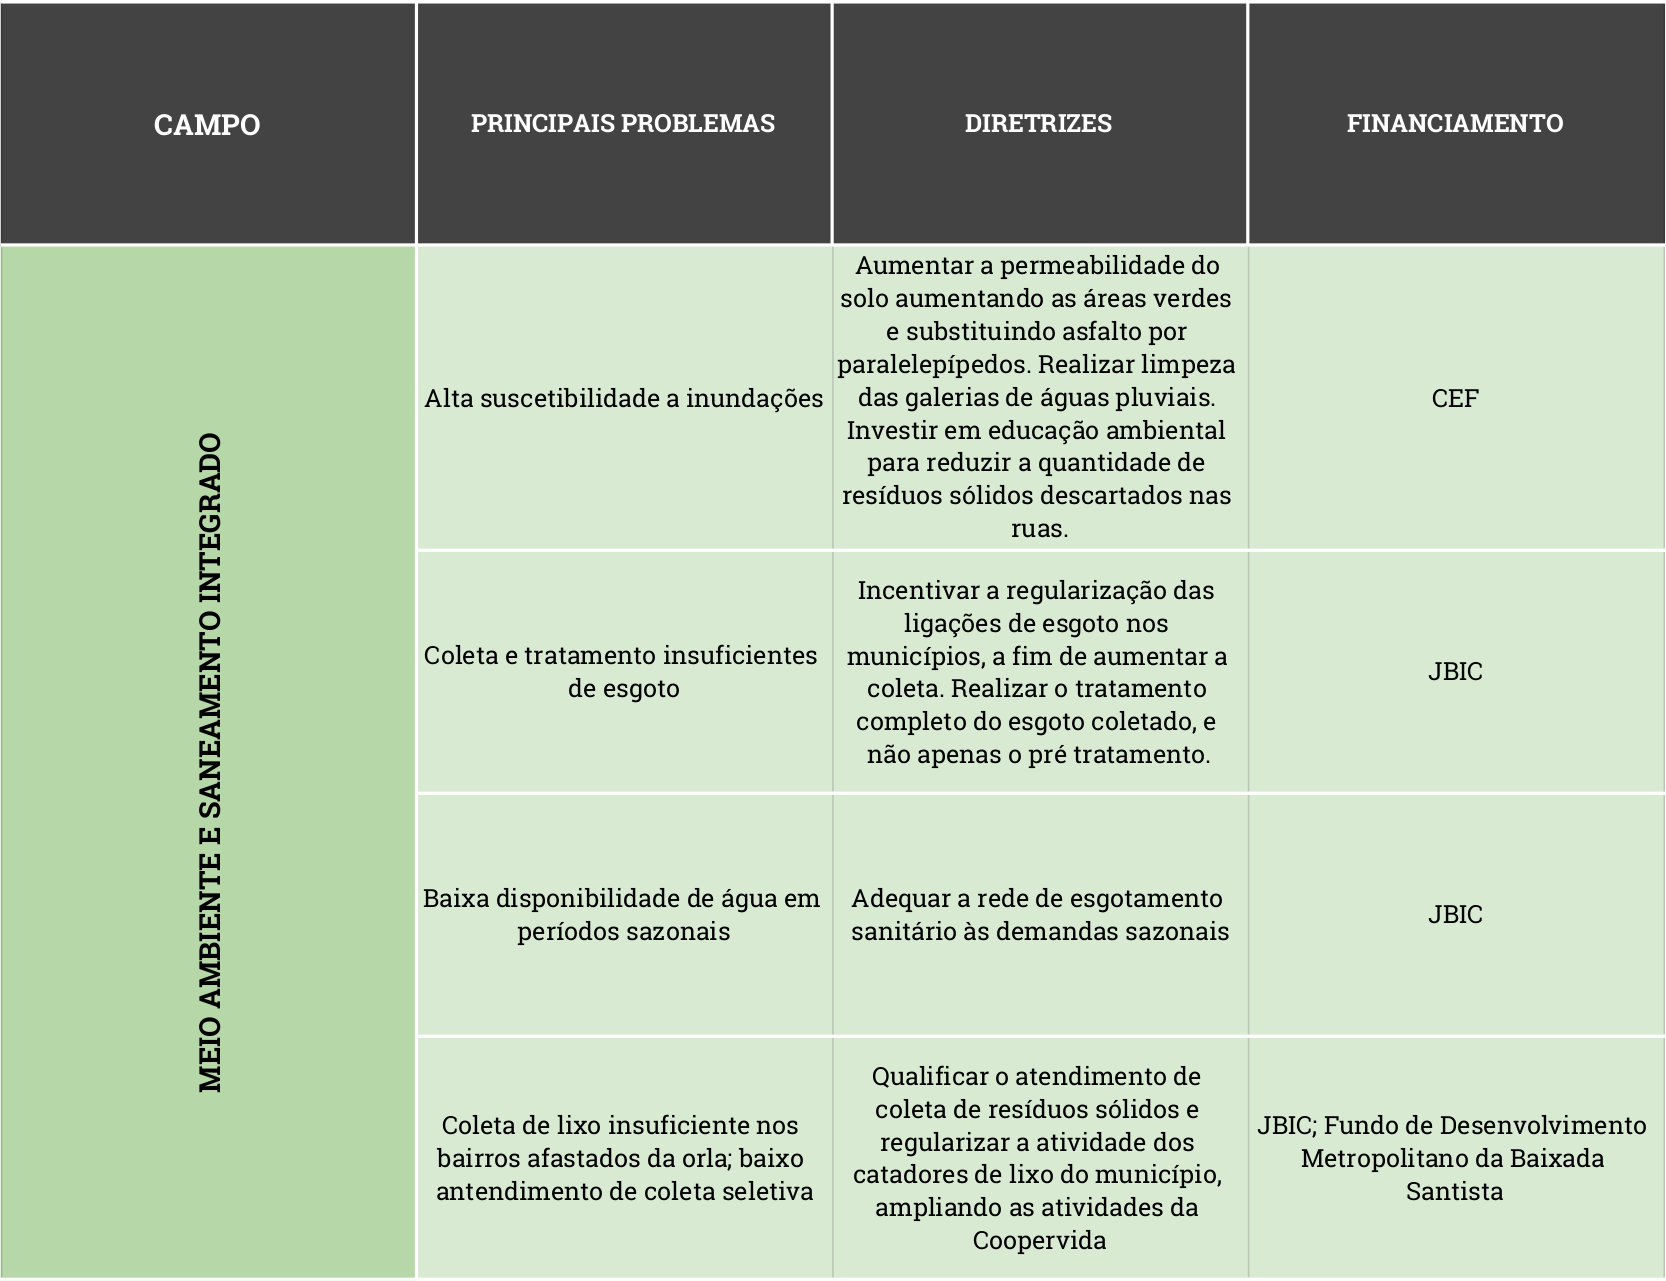 CAMPO
PRINCIPAIS PROBLEMAS
DIRETRIZES
FINANCIAMENTO
MEIO AMBIENTE E SANEAMENTO INTEGRADO
Alta suscetibilidade a inundações
Aumentar a permeabilidade do
solo aumentando as áreas verdes
e substituindo asfalto por
paralelepípedos. Realizar limpeza
das galerias de águas pluviais.
Investir em educação ambiental
para reduzir a quantidade de
resíduos sólidos descartados nas
ruas.
CEF
Coleta e tratamento insuficientes
de esgoto
Incentivar a regularização das
ligações de esgoto nos
municípios, a fim de aumentar a
coleta. Realizar o tratamento
completo do esgoto coletado, e
não apenas o pré tratamento.
JBIC
Baixa disponibilidade de água em
períodos sazonais
Adequar a rede de esgotamento
sanitário às demandas sazonais
JBIC
Coleta de lixo insuficiente nos
bairros afastados da orla; baixo
antendimento de coleta seletiva
Qualificar o atendimento de
coleta de resíduos sólidos e
regularizar a atividade dos
catadores de lixo do município,
ampliando as atividades da
Coopervida
JBIC; Fundo de Desenvolvimento
Metropolitano da Baixada
Santista